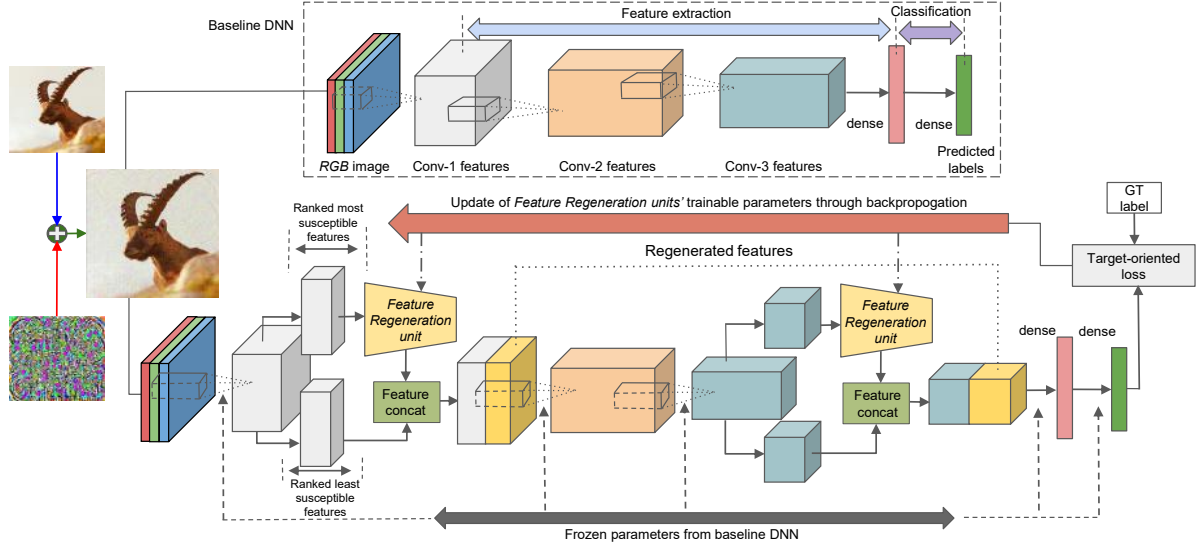 Baseline DNN
Feature extraction
Classification
dense
dense
RGB image
Conv-1 features
Conv-2 features
Conv-3 features
Predicted
labels
Ranked most
susceptible
features
Update of Feature Regeneration units' trainable parameters through backpropogation
GT
label
Regenerated features
Target-oriented
loss
Feature
Regeneration
unit
Feature
Regeneration
unit
dense
dense
Feature
concat
Feature
concat
Ranked least
susceptible
features
Frozen parameters from baseline DNN